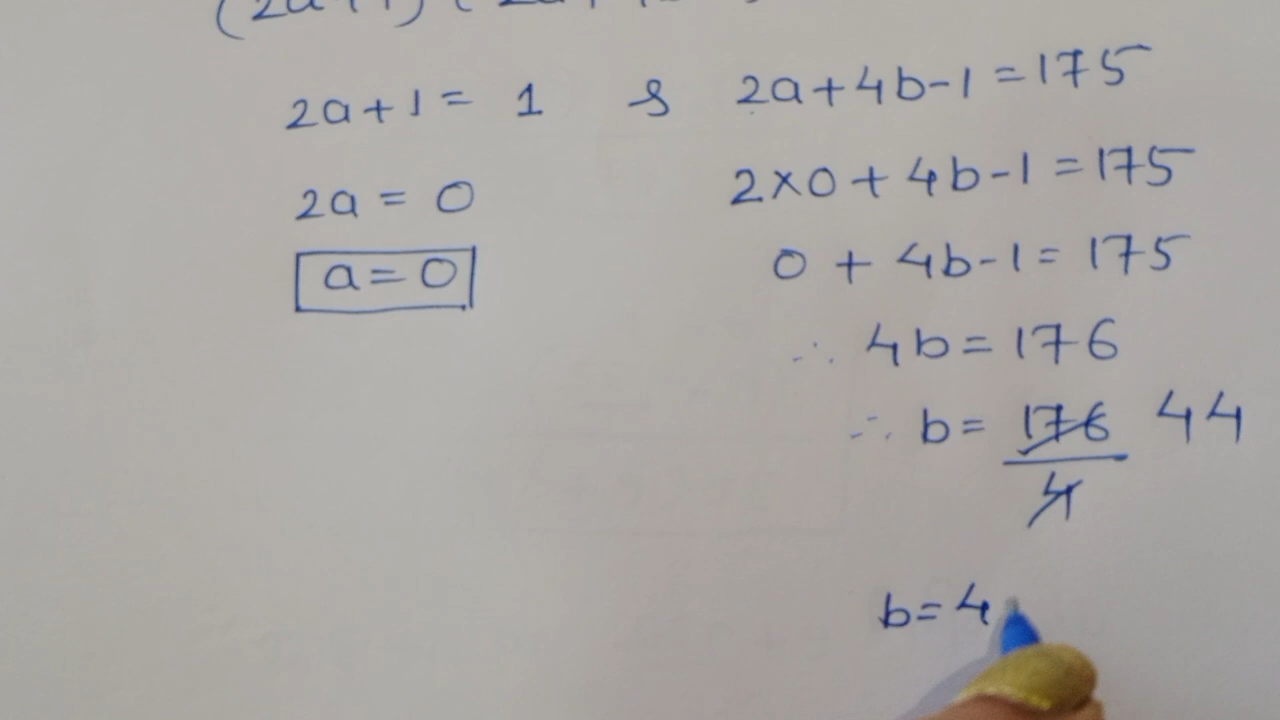 2a+1 = 1 & 2a+4b-1=175
2a = 0 2×0+4b-1=175
a=0 0+4b-1=175
∴ 4b=176
∴ b= 176/4 44
b=4